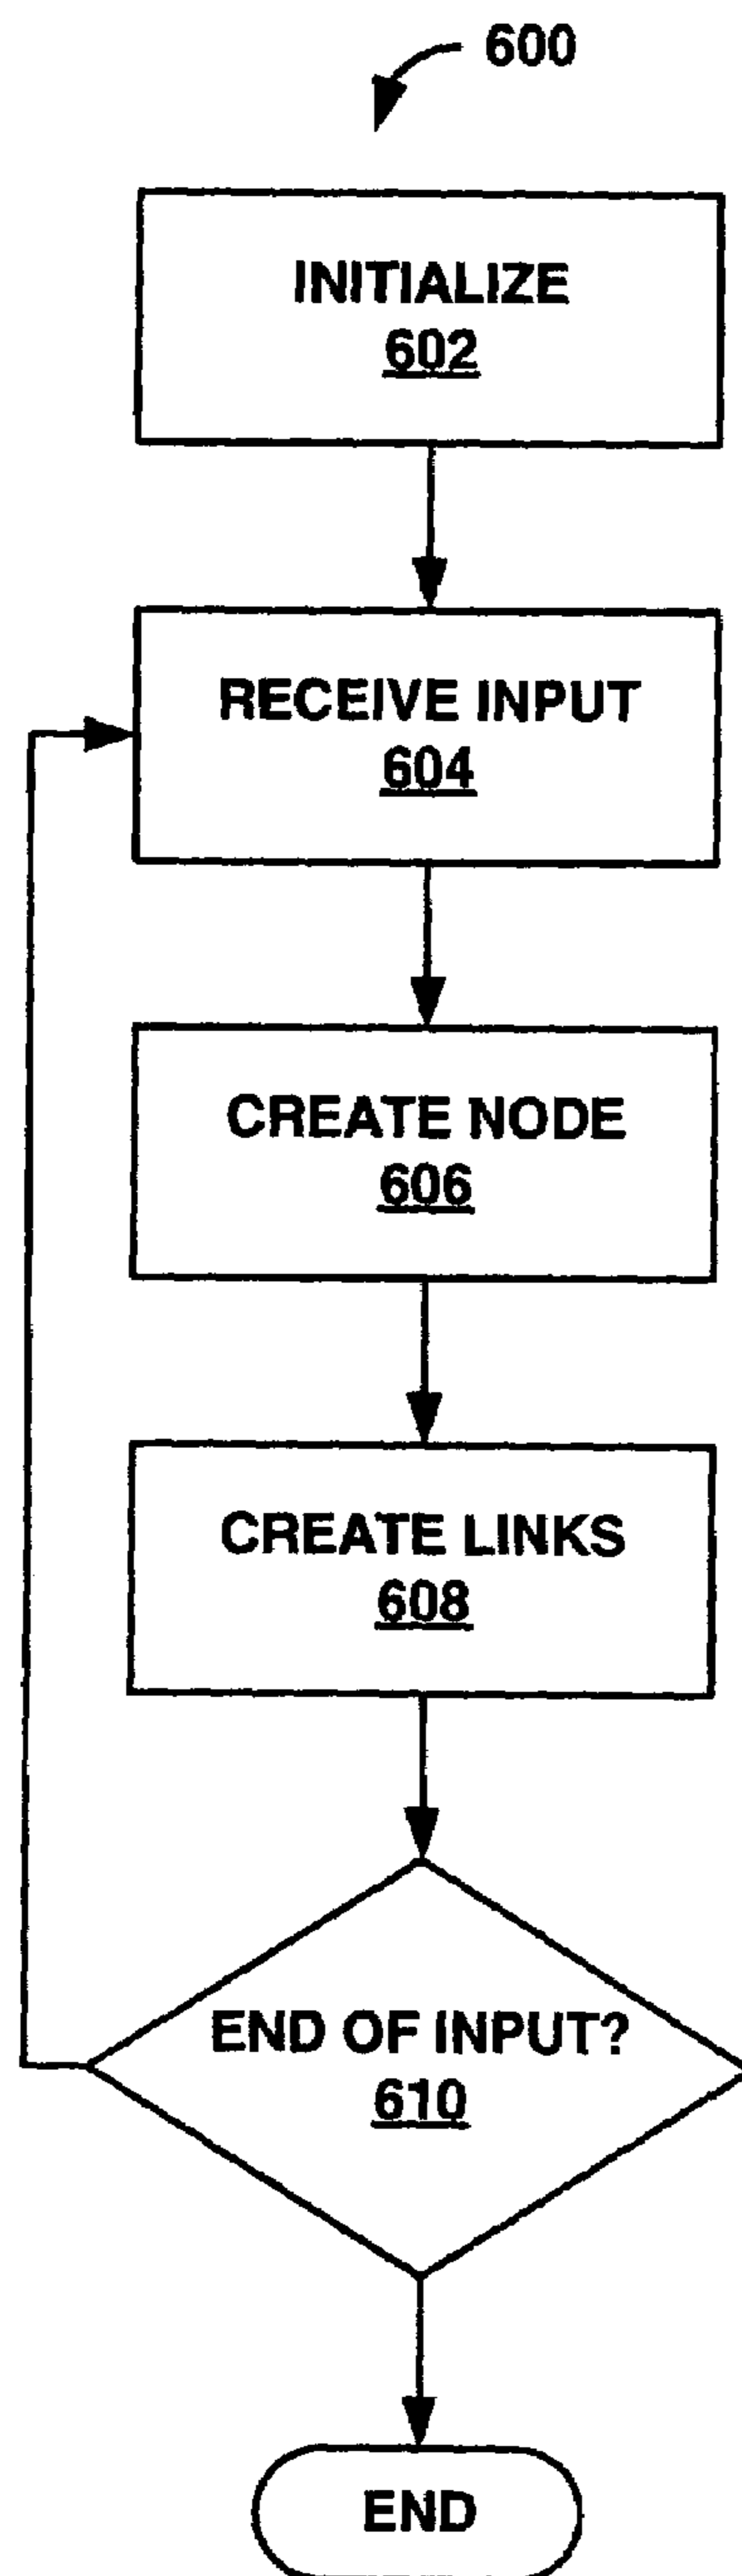 600
INITIALIZE
602
RECEIVE INPUT
604
CREATE NODE
606
CREATE LINKS
608
END OF INPUT?
610
END